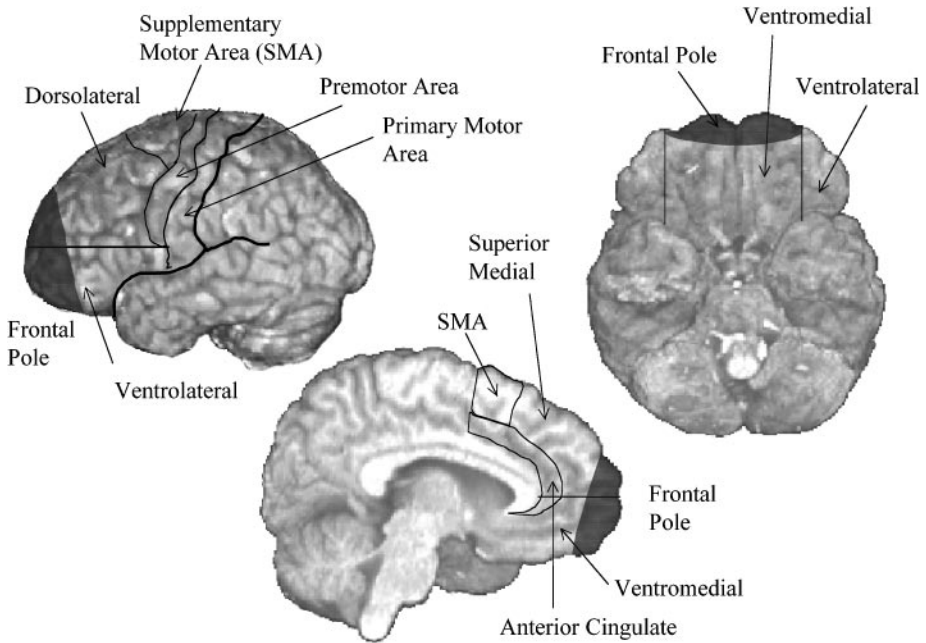 Supplementary
Motor Area (SMA)
Dorsolateral
Premotor Area
Primary Motor
Area
Frontal
Pole
Ventrolateral
Ventromedial
Frontal Pole
Ventrolateral
Superior
Medial
SMA
Frontal
Pole
Ventromedial
Anterior Cingulate